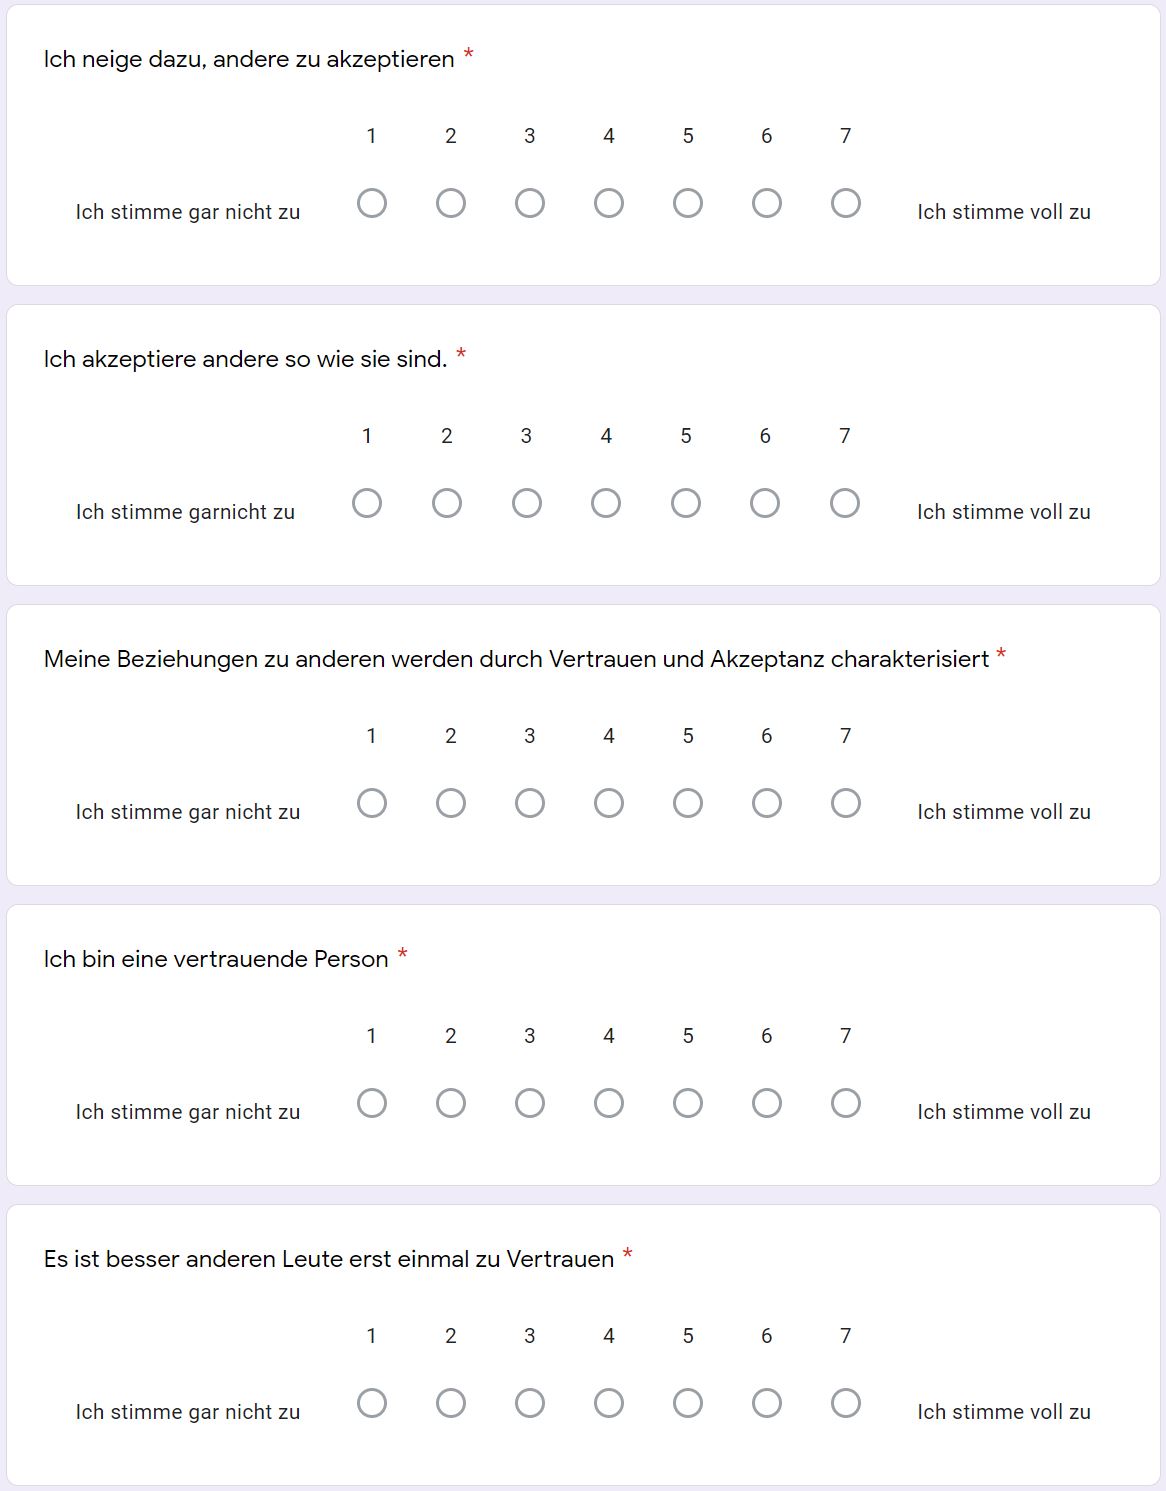 Ich neige dazu, andere zu akzeptieren *
1 2 3 4 5 6 7
Ich stimme gar nicht zu Ich stimme voll zu
Ich akzeptiere andere so wie sie sind. *
1 2 3 4 5 6 7
Ich stimme garnicht zu Ich stimme voll zu
Meine Beziehungen zu anderen werden durch Vertrauen und Akzeptanz charakterisiert *
1 2 3 4 5 6 7
Ich stimme gar nicht zu Ich stimme voll zu
Ich bin eine vertrauende Person *
1 2 3 4 5 6 7
Ich stimme gar nicht zu Ich stimme voll zu
Es ist besser anderen Leute erst einmal zu Vertrauen *
1 2 3 4 5 6 7
Ich stimme gar nicht zu Ich stimme voll zu